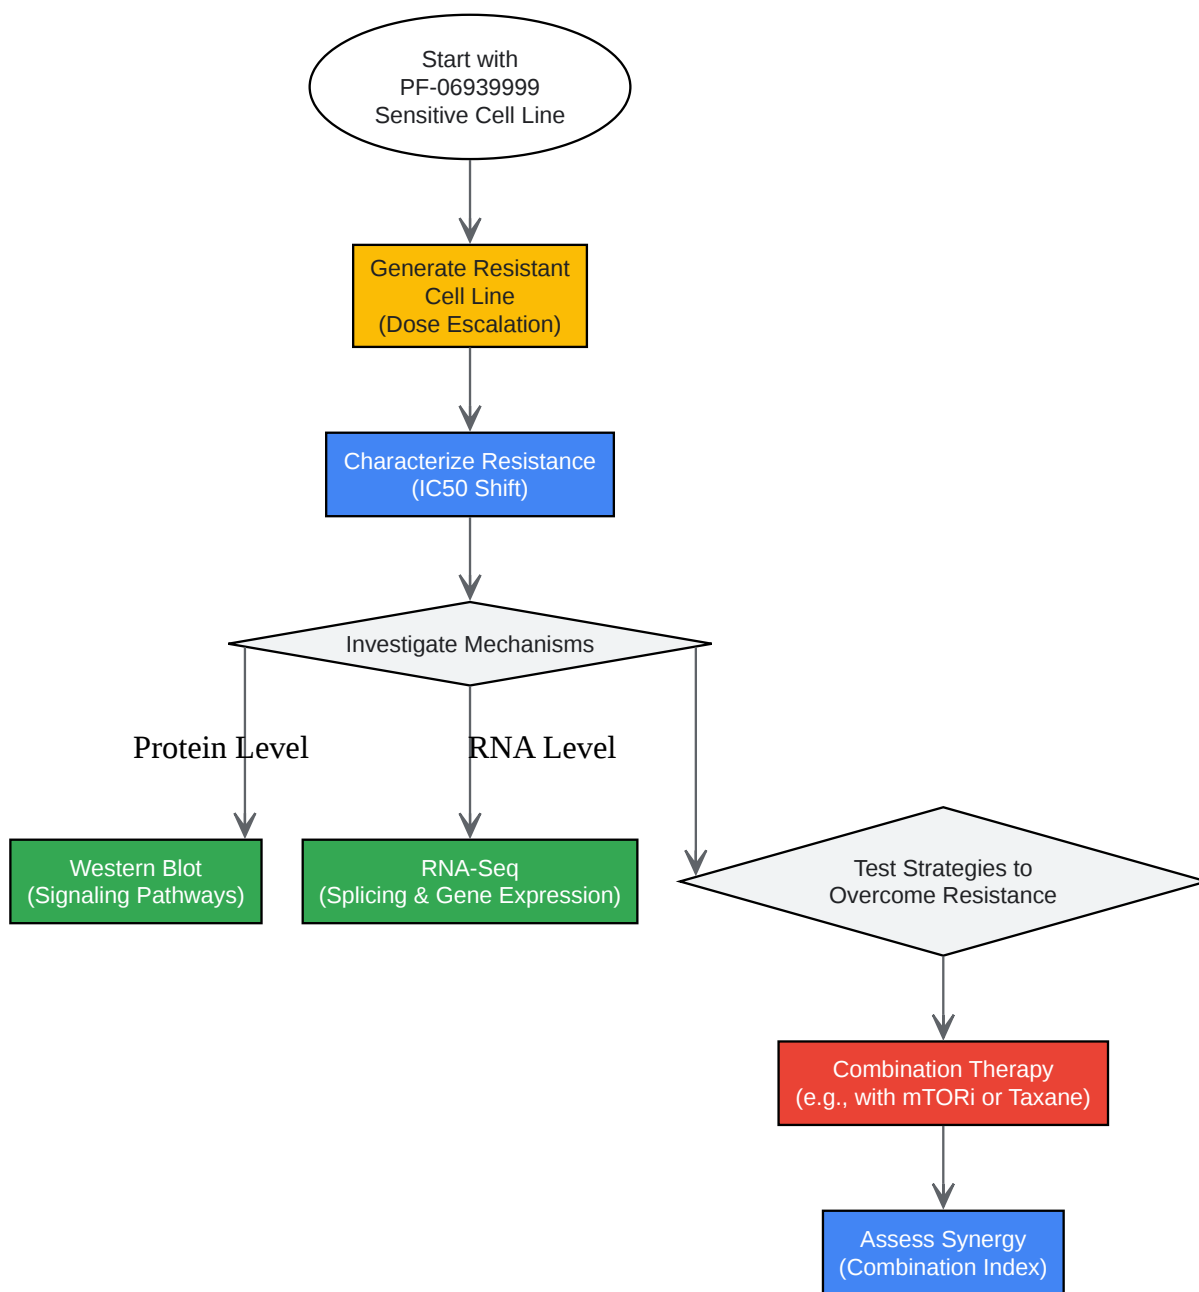 Start with
PF-06939999
Sensitive Cell Line
Generate Resistant
Cell Line
(Dose Escalation)
Characterize Resistance
(IC50 Shift)
Investigate Mechanisms
Protein Level
RNA Level
Western Blot
(Signaling Pathways)
RNA-Seq
(Splicing & Gene Expression)
Test Strategies to
Overcome Resistance
Combination Therapy
(e.g., with mTORi or Taxane)
Assess Synergy
(Combination Index)